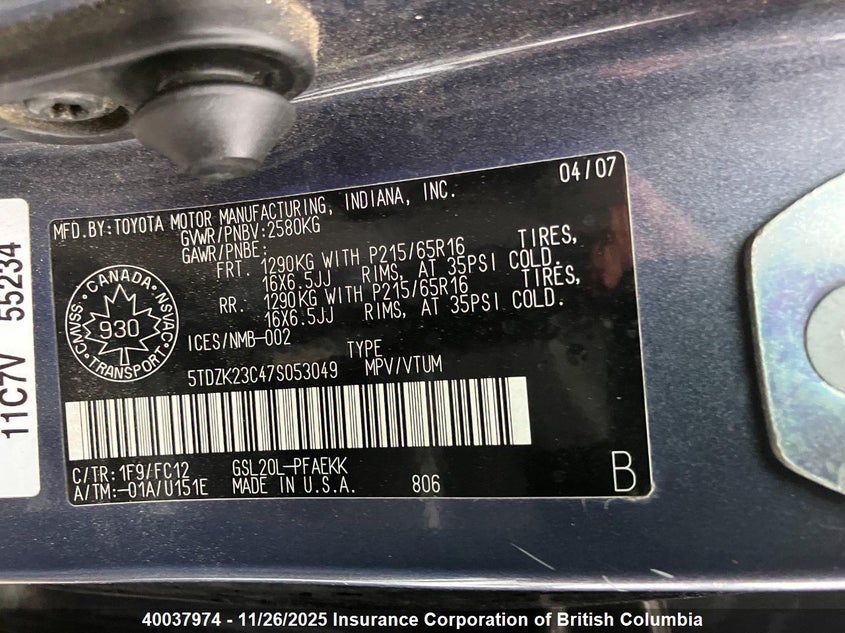 04/07
MFD.BY:TOYOTA MOTOR MANUFACTURING, INDIANA, INC.
GVWR/PNBV:2580KG
GAWR/PNBE:
FRT. 1290KG WITH P215/65R16 TIRES,
16X6.5JJ RIMS, AT 35PSI COLD.
RR. 1290KG WITH P215/65R16 TIRES,
16X6.5JJ RIMS, AT 35PSI COLD.
ICES/NMB-002
CANADA
CMVSS 930 NSVAC
TRANSPORT
TYPE
5TDZK23C47S053049 MPV/VTUM
C/TR: 1F9/FC12 GSL20L-PFAEKK
A/TM:-01A/U151E MADE IN U.S.A. 806 B
11C7V 55234
40037974 - 11/26/2025 Insurance Corporation of British Columbia